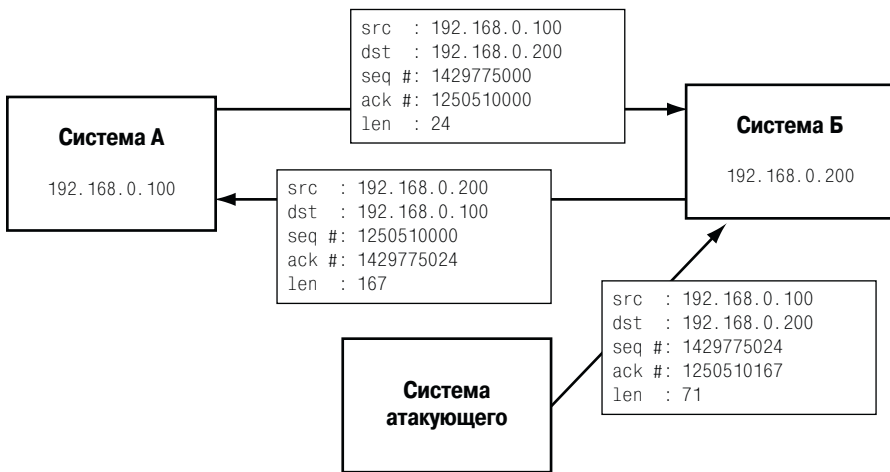 src : 192.168.0.100
dst : 192.168.0.200
seq #: 1429775000
ack #: 1250510000
len : 24
Система А
192.168.0.100
Система Б
192.168.0.200
src : 192.168.0.200
dst : 192.168.0.100
seq #: 1250510000
ack #: 1429775024
len : 167
src : 192.168.0.100
dst : 192.168.0.200
seq #: 1429775024
ack #: 1250510167
len : 71
Система
атакующего